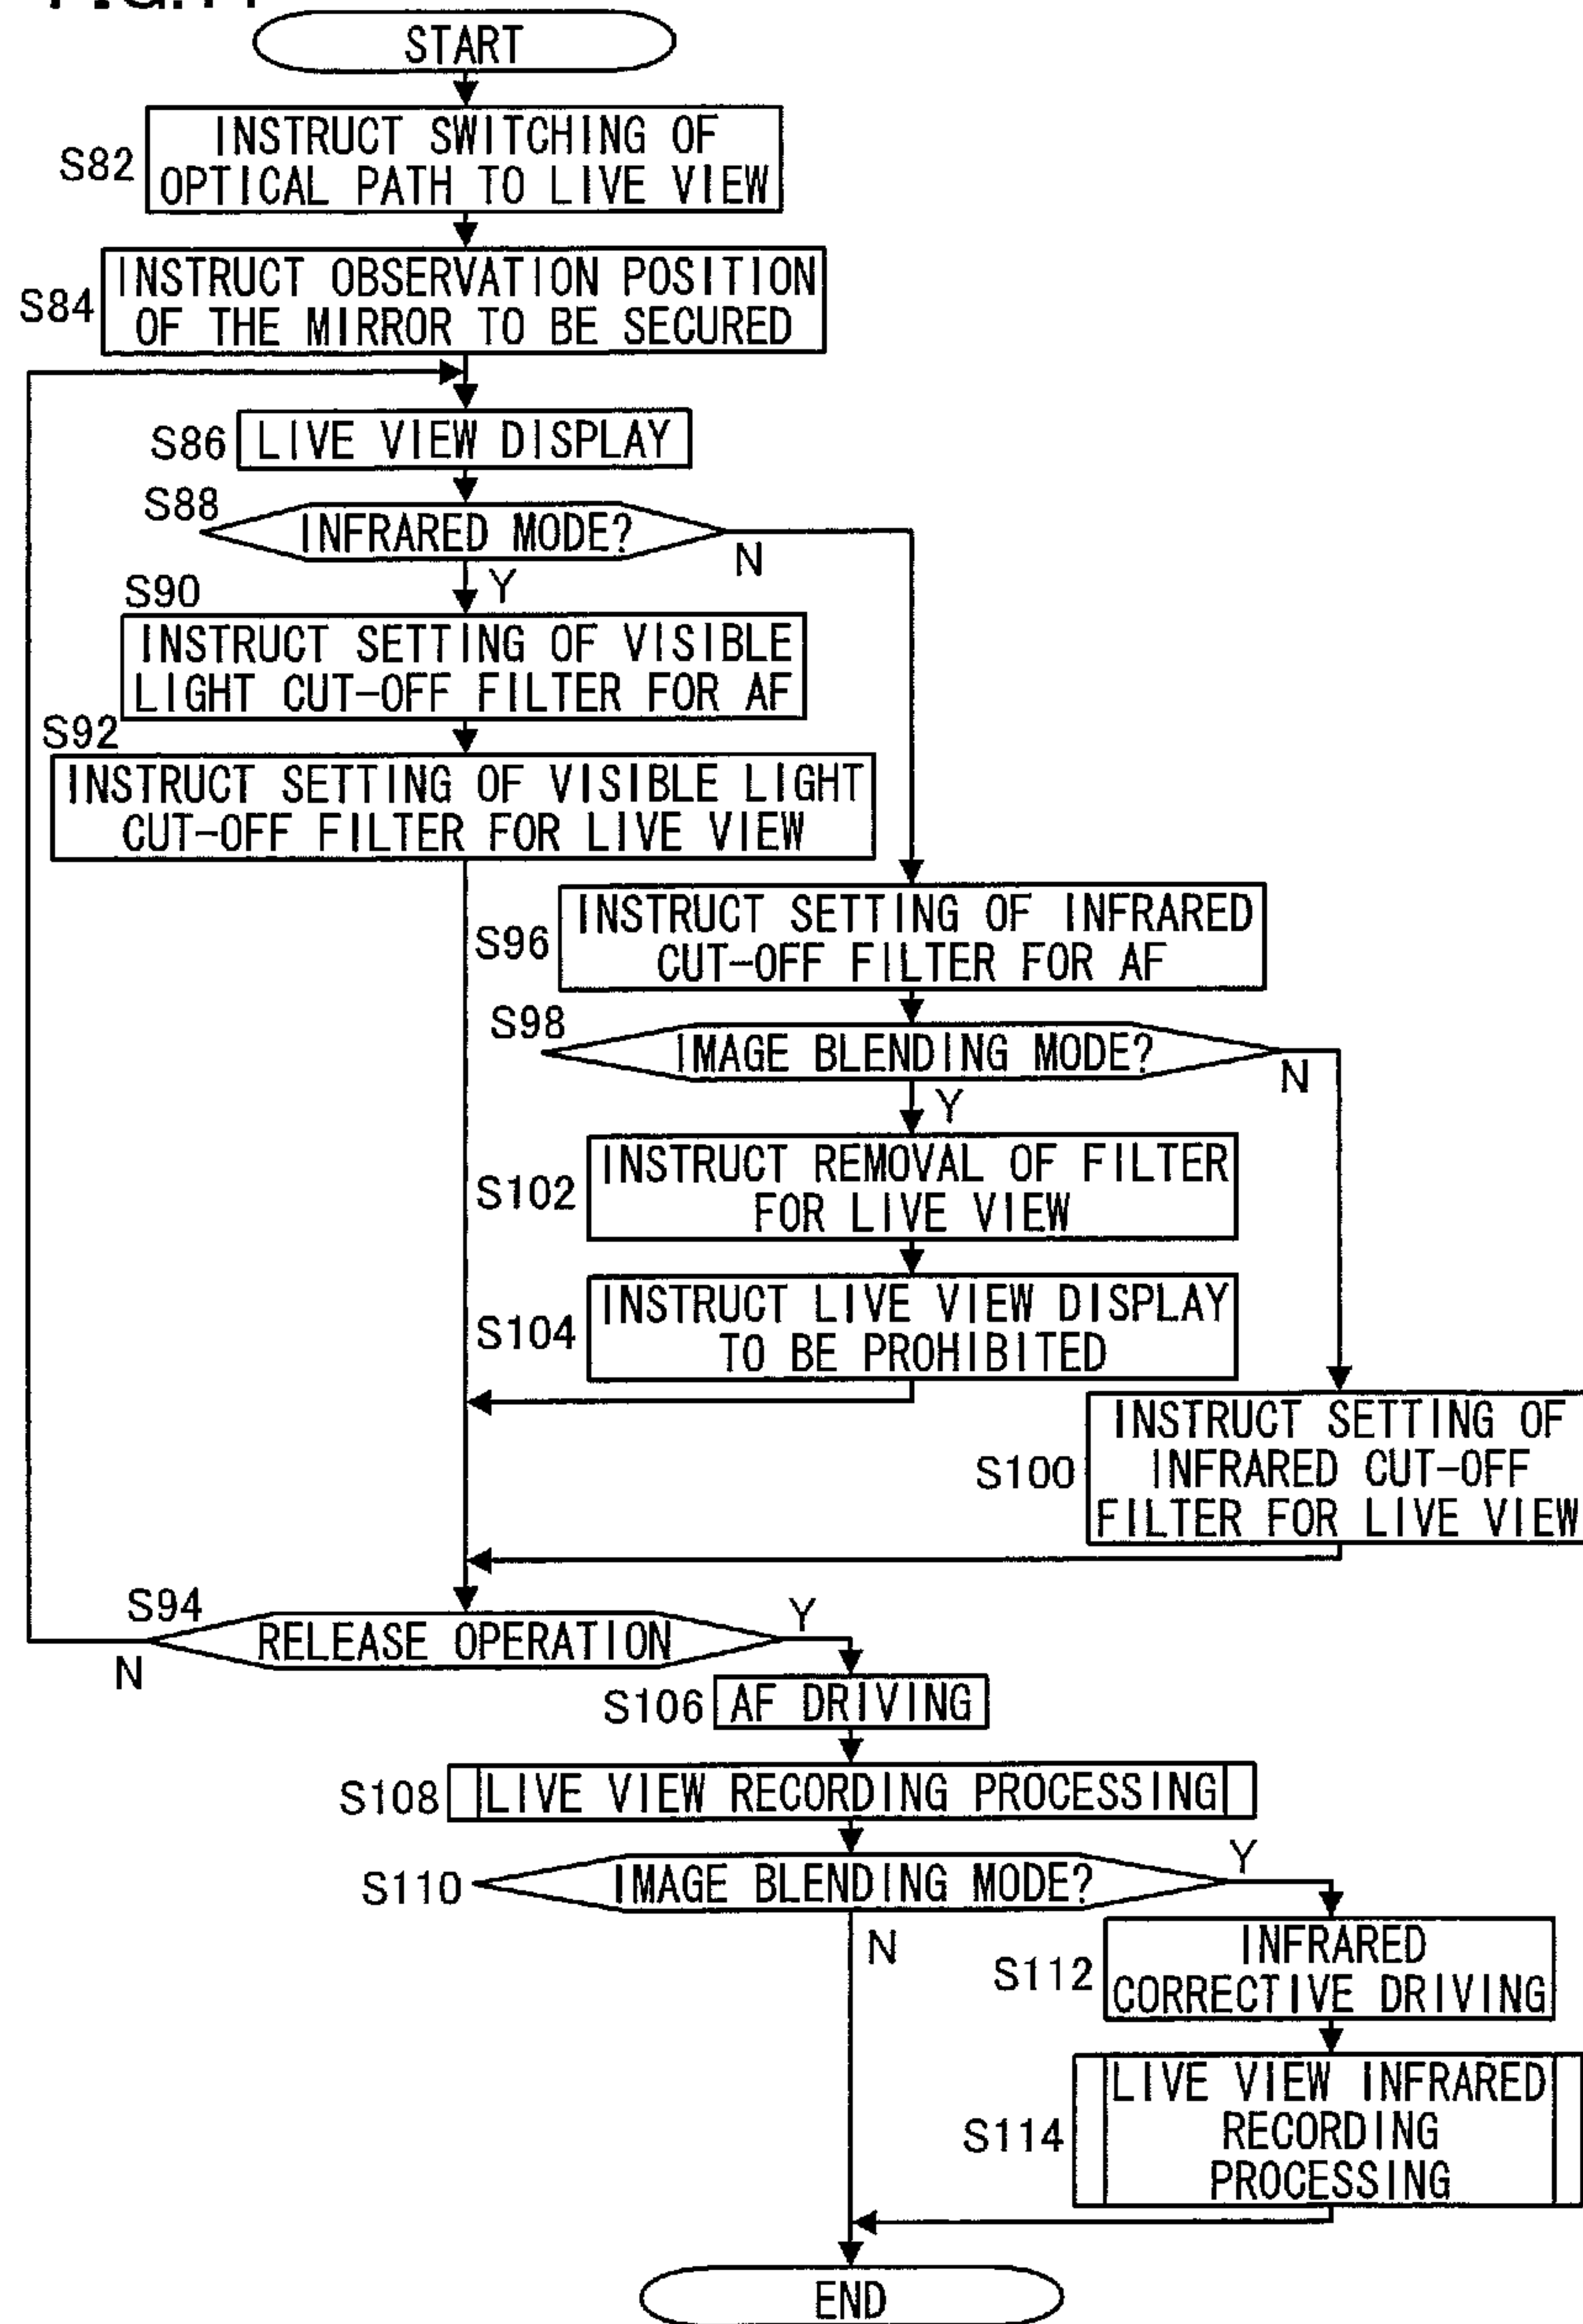 START
S82
INSTRUCT SWITCHING OF
OPTICAL PATH TO LIVE VIEW
S84
INSTRUCT OBSERVATION POSITION
OF THE MIRROR TO BE SECURED
S86
LIVE VIEW DISPLAY
S88
INFRARED MODE?
N
Y
S90
INSTRUCT SETTING OF VISIBLE
LIGHT CUT-OFF FILTER FOR AF
S92
INSTRUCT SETTING OF VISIBLE LIGHT
CUT-OFF FILTER FOR LIVE VIEW
S96
INSTRUCT SETTING OF INFRARED
CUT-OFF FILTER FOR AF
S98
IMAGE BLENDING MODE?
N
Y
S102
INSTRUCT REMOVAL OF FILTER
FOR LIVE VIEW
S104
INSTRUCT LIVE VIEW DISPLAY
TO BE PROHIBITED
S100
INSTRUCT SETTING OF
INFRARED CUT-OFF
FILTER FOR LIVE VIEW
S94
RELEASE OPERATION
Y
N
S106
AF DRIVING
S108
LIVE VIEW RECORDING PROCESSING
S110
IMAGE BLENDING MODE?
Y
N
S112
INFRARED
CORRECTIVE DRIVING
S114
LIVE VIEW INFRARED
RECORDING
PROCESSING
END